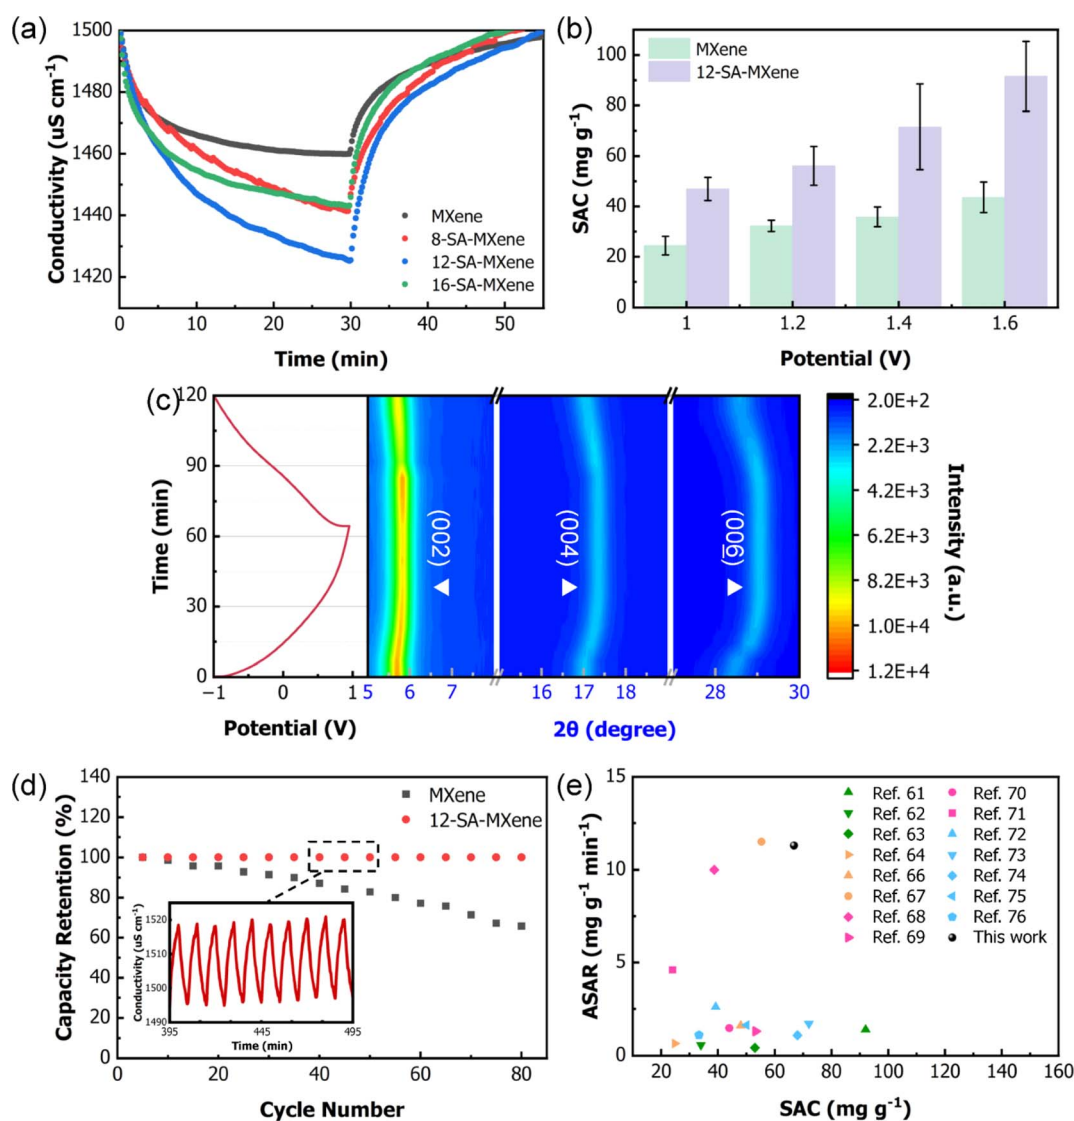 (a)
1500
1480
1460
1440
1420
Conductivity (uS cm⁻¹)
MXene
8-SA-MXene
12-SA-MXene
16-SA-MXene
0 10 20 30 40 50
Time (min)
(b)
100
80
60
40
20
0
SAC (mg g⁻¹)
MXene
12-SA-MXene
1 1.2 1.4 1.6
Potential (V)
(c)
120
90
60
30
0
Time (min)
−1 0 1
Potential (V)
(002)
(004)
(006)
5 6 7 16 17 18 28 30
2θ (degree)
2.0E+2
2.2E+3
4.2E+3
6.2E+3
8.2E+3
1.0E+4
1.2E+4
Intensity (a.u.)
(d)
140
120
100
80
60
40
20
0
Capacity Retention (%)
MXene
12-SA-MXene
1520
1510
1500
1490
Conductivity (uS cm⁻¹)
395 445 495
Time (min)
0 20 40 60 80
Cycle Number
(e)
15
10
5
0
ASAR (mg g⁻¹ min⁻¹)
Ref. 61
Ref. 62
Ref. 63
Ref. 64
Ref. 66
Ref. 67
Ref. 68
Ref. 69
Ref. 70
Ref. 71
Ref. 72
Ref. 73
Ref. 74
Ref. 75
Ref. 76
This work
20 40 60 80 100 120 140 160
SAC (mg g⁻¹)